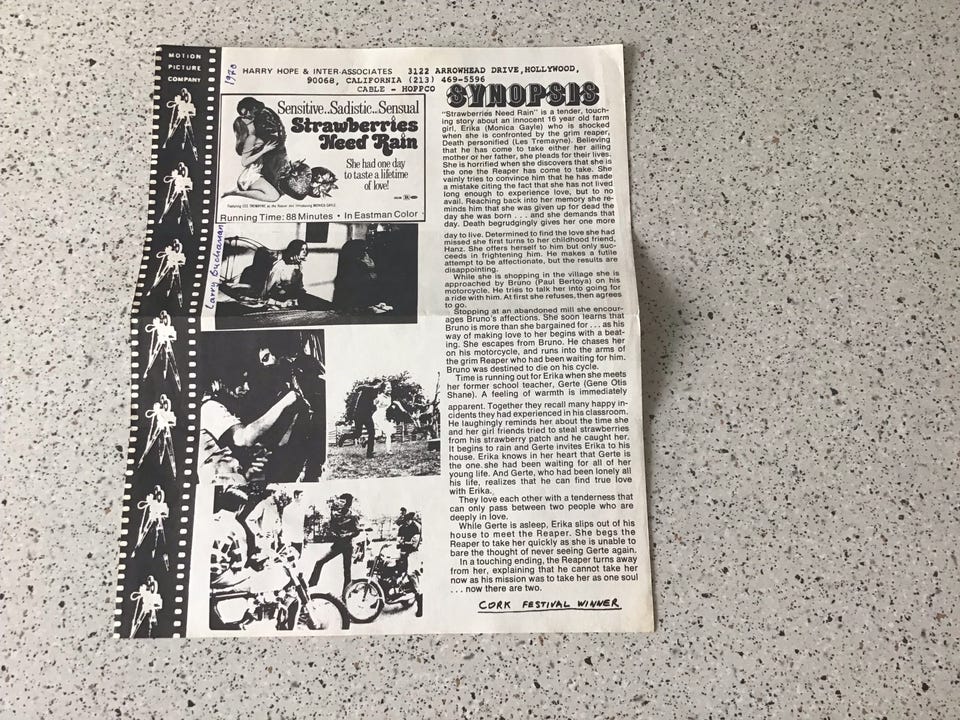 MOTION
PICTURE
COMPANY
1970
HARRY HOPE & INTER-ASSOCIATES 3122 ARROWHEAD DRIVE, HOLLYWOOD,
90068, CALIFORNIA (213) 469-5596
CABLE - HOPPCO
Sensitive..Sadistic..Sensual
Strawberries
Need Rain
She had one day
to taste a lifetime
of love!
Running Time: 88 Minutes • In Eastman Color
Larry Buchanan
SYNOPSIS
"Strawberries Need Rain" is a tender, touch-
ing story about an innocent 16 year old farm
girl, Erika (Monica Gayle) who is shocked
when she is confronted by the grim reaper,
Death personified (Les Tremayne). Believing
that he has come to take either her ailing
mother or her father, she pleads for their lives.
She is horrified when she discovers that she is
the one the Reaper has come to take. She
vainly tries to convince him that he has made
a mistake citing the fact that she has not lived
long enough to experience love, but to no
avail. Reaching back into her memory she re-
minds him that she was given up for dead the
day she was born . . . and she demands that
day. Death begrudgingly gives her one more
day to live. Determined to find the love she had
missed she first turns to her childhood friend,
Hanz. She offers herself to him but only suc-
ceeds in frightening him. He makes a futile
attempt to be affectionate, but the results are
disappointing.
While she is shopping in the village she is
approached by Bruno (Paul Bertoya) on his
motorcycle. He tries to talk her into going for
a ride with him. At first she refuses, then agrees
to go.
Stopping at an abandoned mill she encour-
ages Bruno's affections. She soon learns that
Bruno is more than she bargained for . . . as his
way of making love to her begins with a beat-
ing. She escapes from Bruno. He chases her
on his motorcycle, and runs into the arms of
the grim Reaper who had been waiting for him.
Bruno was destined to die on his cycle.
Time is running out for Erika when she meets
her former school teacher, Gerte (Gene Otis
Shane). A feeling of warmth is immediately
apparent. Together they recall many happy in-
cidents they had experienced in his classroom.
He laughingly reminds her about the time she
and her girl friends tried to steal strawberries
from his strawberry patch and he caught her.
It begins to rain and Gerte invites Erika to his
house. Erika knows in her heart that Gerte is
the one she had been waiting for all of her
young life. And Gerte, who had been lonely all
his life, realizes that he can find true love
with Erika.
They love each other with a tenderness that
can only pass between two people who are
deeply in love.
While Gerte is asleep, Erika slips out of his
house to meet the Reaper. She begs the
Reaper to take her quickly as she is unable to
bare the thought of never seeing Gerte again.
In a touching ending, the Reaper turns away
from her, explaining that he cannot take her
now as his mission was to take her as one soul
. . . now there are two.
CORK FESTIVAL WINNER